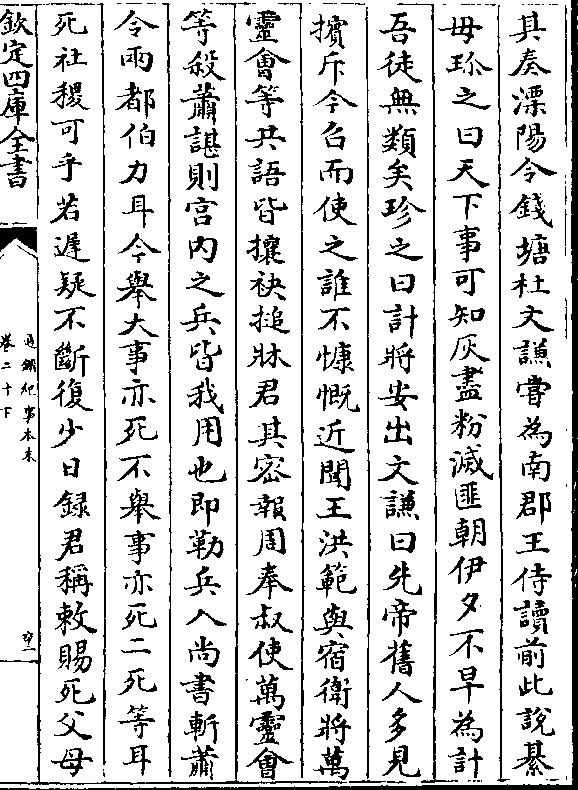 其奏溧陽令錢塘杜文謙嘗為南郡王侍讀前此說綦
毋珍之曰天下事可知灰盡粉滅匪朝伊夕不早為計
吾徒無類矣珍之曰計將安出文謙曰先帝舊人多見
擯斥今召而使之誰不慷慨近聞王洪範與宿衛將萬
靈會等共語皆攘袂搥牀君其密報周奉叔使萬靈會
等殺蕭諶則宫内之兵皆我用也即勒兵入尚書斬蕭
令兩都伯力耳今舉大事亦死不舉事亦死二死等耳
死社稷可乎若遲疑不斷復少日録君稱敕賜死父母
欽定四庫全書
通鑑紀事本末
卷二十下